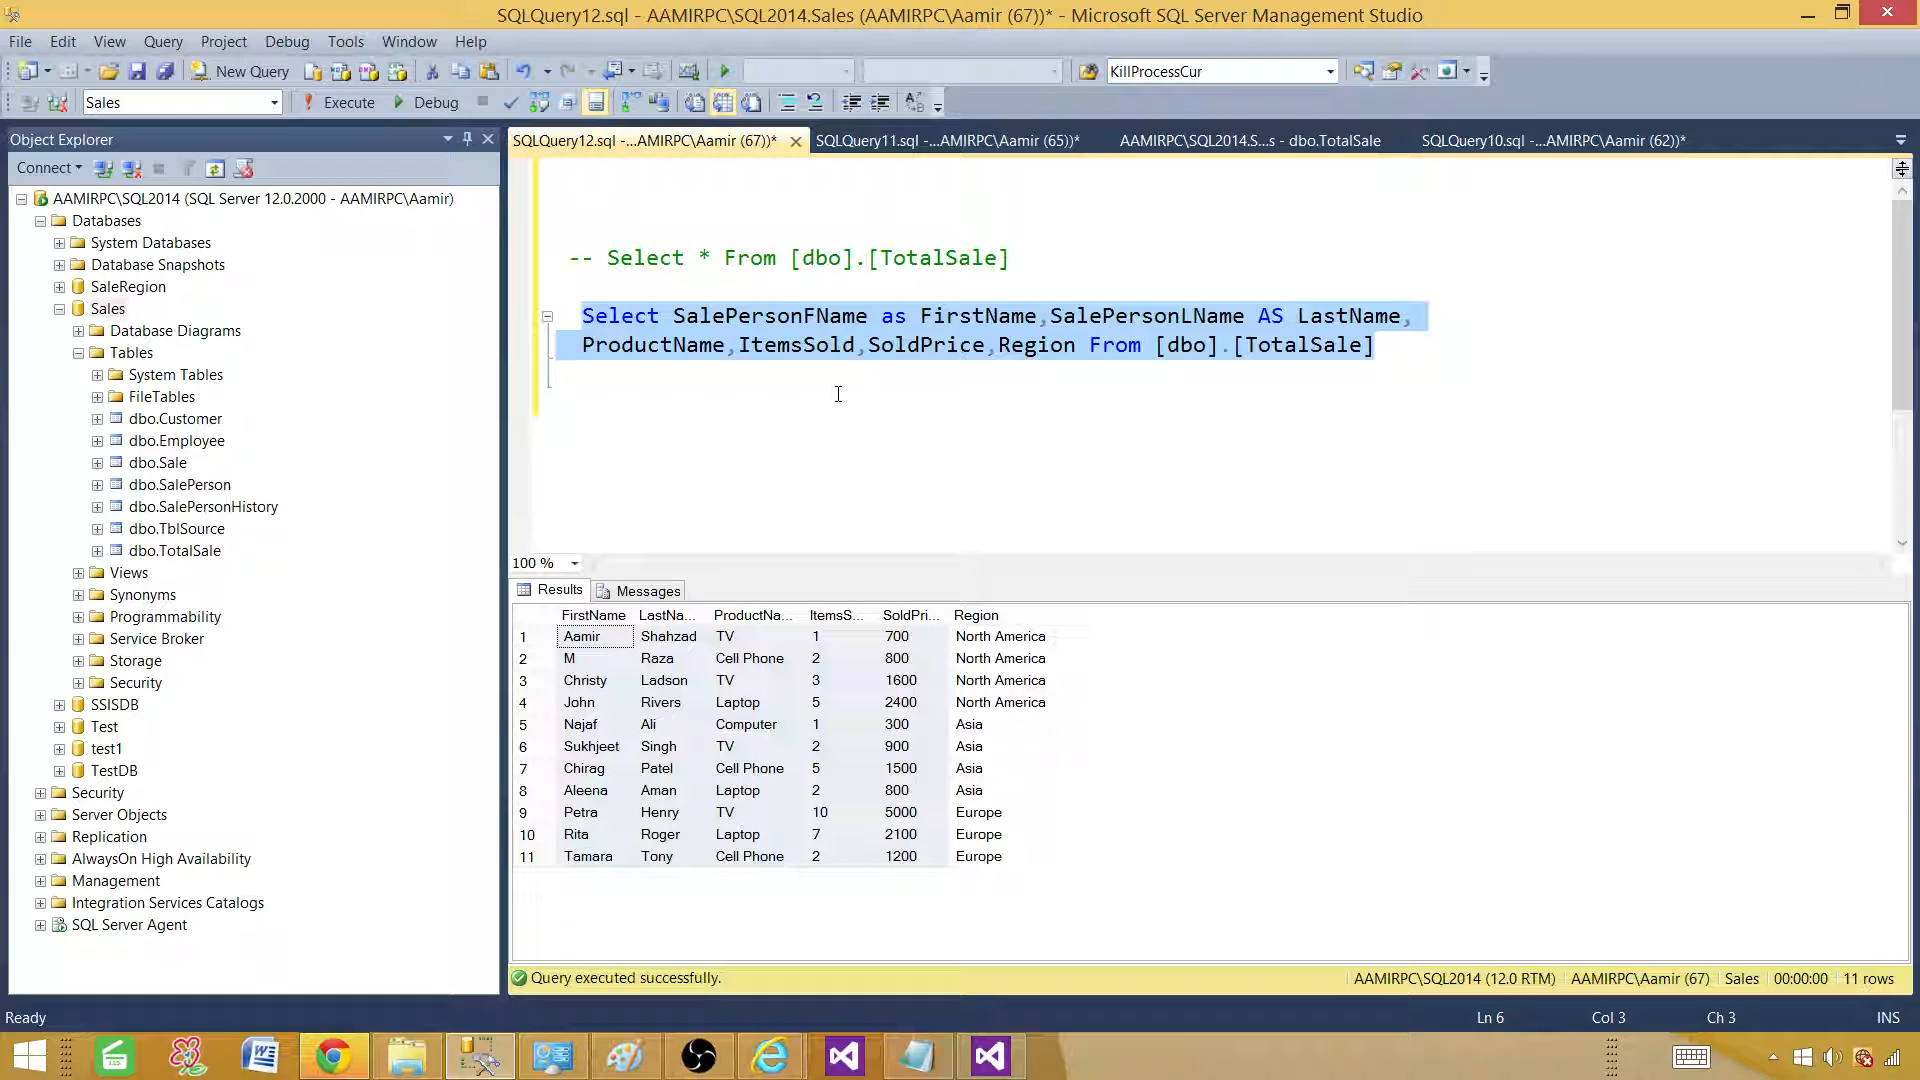 SQLQuery12.sql - AAMIRPC\SQL2014.Sales (AAMIRPC\Aamir (67))* - Microsoft SQL Server Management Studio
File Edit View Query Project Debug Tools Window Help
New Query KillProcessCur
Sales Execute Debug
Object Explorer
Connect
AAMIRPC\SQL2014 (SQL Server 12.0.2000 - AAMIRPC\Aamir)
Databases
System Databases
Database Snapshots
SaleRegion
Sales
Database Diagrams
Tables
System Tables
FileTables
dbo.Customer
dbo.Employee
dbo.Sale
dbo.SalePerson
dbo.SalePersonHistory
dbo.TblSource
dbo.TotalSale
Views
Synonyms
Programmability
Service Broker
Storage
Security
SSISDB
Test
test1
TestDB
Security
Server Objects
Replication
AlwaysOn High Availability
Management
Integration Services Catalogs
SQL Server Agent
SQLQuery12.sql -...AMIRPC\Aamir (67))* SQLQuery11.sql -...AMIRPC\Aamir (65))* AAMIRPC\SQL2014.S...s - dbo.TotalSale SQLQuery10.sql -...AMIRPC\Aamir (62))*
-- Select * From [dbo].[TotalSale]
Select SalePersonFName as FirstName,SalePersonLName AS LastName,
ProductName,ItemsSold,SoldPrice,Region From [dbo].[TotalSale]
100 %
Results Messages
FirstName LastNa... ProductNa... ItemsS... SoldPri... Region
1 Aamir Shahzad TV 1 700 North America
2 M Raza Cell Phone 2 800 North America
3 Christy Ladson TV 3 1600 North America
4 John Rivers Laptop 5 2400 North America
5 Najaf Ali Computer 1 300 Asia
6 Sukhjeet Singh TV 2 900 Asia
7 Chirag Patel Cell Phone 5 1500 Asia
8 Aleena Aman Laptop 2 800 Asia
9 Petra Henry TV 10 5000 Europe
10 Rita Roger Laptop 7 2100 Europe
11 Tamara Tony Cell Phone 2 1200 Europe
Query executed successfully. AAMIRPC\SQL2014 (12.0 RTM) AAMIRPC\Aamir (67) Sales 00:00:00 11 rows
Ready Ln 6 Col 3 Ch 3 INS